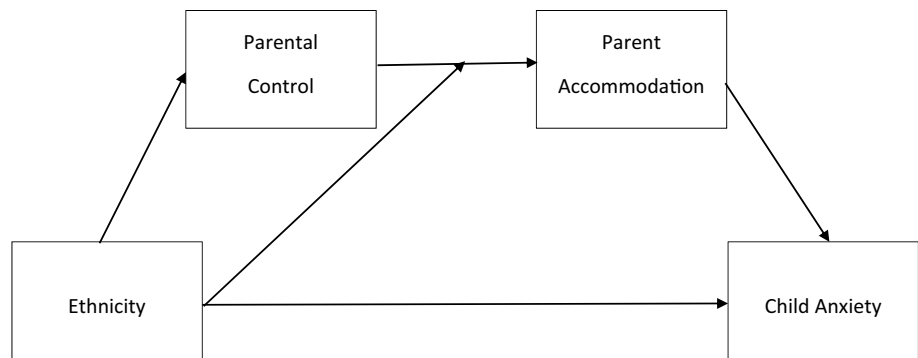 Parental
Control
Parent
Accommodation
Ethnicity
Child Anxiety